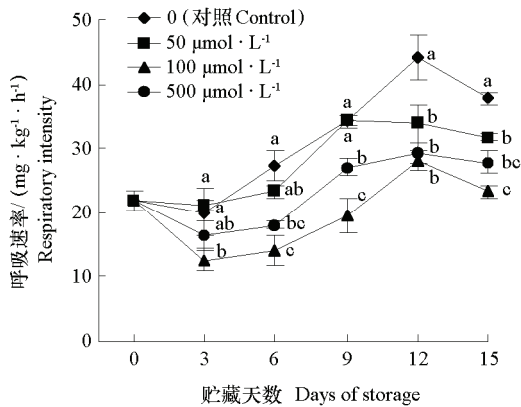 0 (对照 Control)
50 μmol · L⁻¹
100 μmol · L⁻¹
500 μmol · L⁻¹
呼吸速率/(mg · kg⁻¹ · h⁻¹)
Respiratory intensity
50
40
30
20
10
0
a
a
a
a
a
b
a
b
b
bc
a
ab
b
c
a
ab
bc
c
b
b
c
0 3 6 9 12 15
贮藏天数 Days of storage